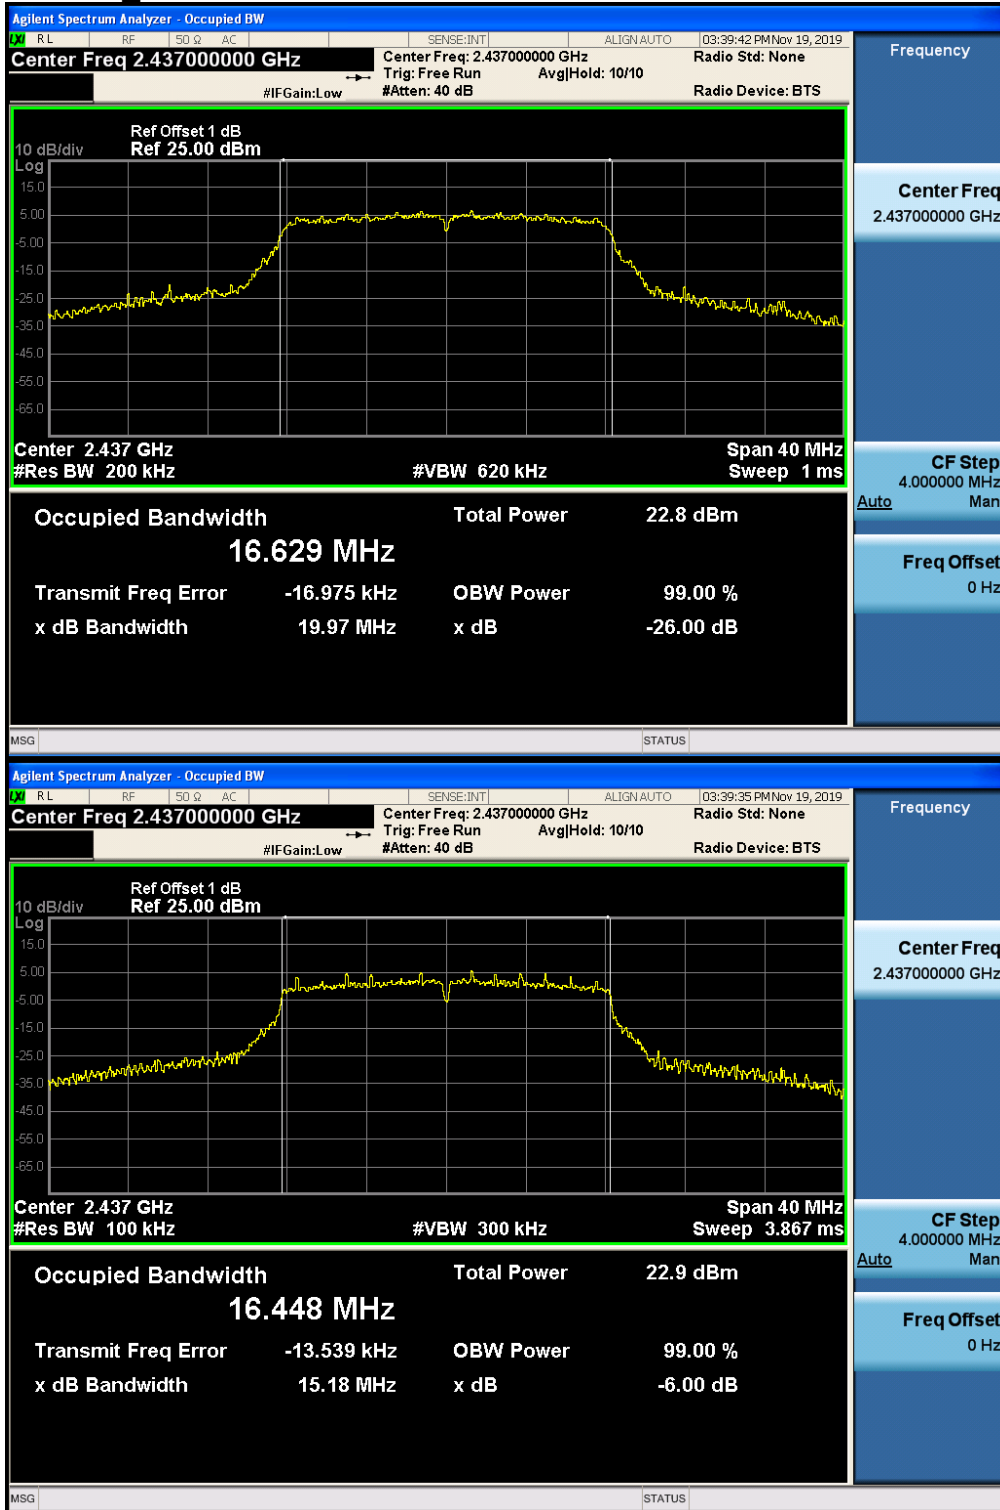 Agilent Spectrum Analyzer - Occupied BW
LXI RL RF 50 Ω AC SENSE:INT ALIGN AUTO 03:39:42 PM Nov 19, 2019
Center Freq 2.437000000 GHz Center Freq: 2.437000000 GHz Radio Std: None Frequency
Trig: Free Run Avg|Hold: 10/10
#IFGain:Low #Atten: 40 dB Radio Device: BTS
Ref Offset 1 dB
10 dB/div Ref 25.00 dBm
Log
15.0
5.00
-5.00
-15.0
-25.0
-35.0
-45.0
-55.0
-65.0
Center Freq
2.437000000 GHz
Center 2.437 GHz Span 40 MHz
#Res BW 200 kHz #VBW 620 kHz Sweep 1 ms
CF Step
4.000000 MHz
Auto Man
Occupied Bandwidth Total Power 22.8 dBm
16.629 MHz
Transmit Freq Error -16.975 kHz OBW Power 99.00 %
x dB Bandwidth 19.97 MHz x dB -26.00 dB
Freq Offset
0 Hz
MSG STATUS
Agilent Spectrum Analyzer - Occupied BW
LXI RL RF 50 Ω AC SENSE:INT ALIGN AUTO 03:39:35 PM Nov 19, 2019
Center Freq 2.437000000 GHz Center Freq: 2.437000000 GHz Radio Std: None Frequency
Trig: Free Run Avg|Hold: 10/10
#IFGain:Low #Atten: 40 dB Radio Device: BTS
Ref Offset 1 dB
10 dB/div Ref 25.00 dBm
Log
15.0
5.00
-5.00
-15.0
-25.0
-35.0
-45.0
-55.0
-65.0
Center Freq
2.437000000 GHz
Center 2.437 GHz Span 40 MHz
#Res BW 100 kHz #VBW 300 kHz Sweep 3.867 ms
CF Step
4.000000 MHz
Auto Man
Occupied Bandwidth Total Power 22.9 dBm
16.448 MHz
Transmit Freq Error -13.539 kHz OBW Power 99.00 %
x dB Bandwidth 15.18 MHz x dB -6.00 dB
Freq Offset
0 Hz
MSG STATUS